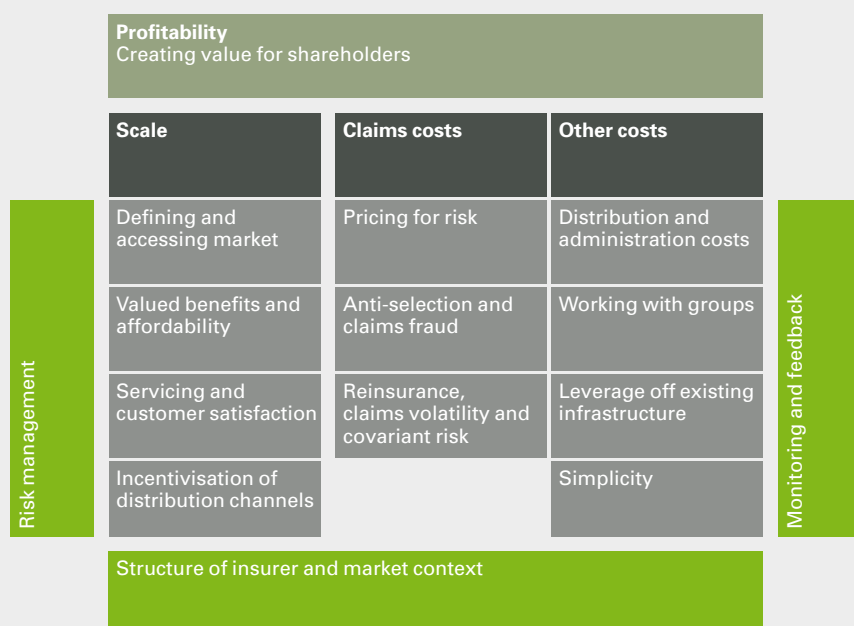 Profitability
Creating value for shareholders
Scale
Claims costs
Other costs
Risk management
Defining and
accessing market
Pricing for risk
Distribution and
administration costs
Valued benefits and
affordability
Anti-selection and
claims fraud
Working with groups
Servicing and
customer satisfaction
Reinsurance,
claims volatility and
covariant risk
Leverage off existing
infrastructure
Incentivisation of
distribution channels
Simplicity
Monitoring and feedback
Structure of insurer and market context